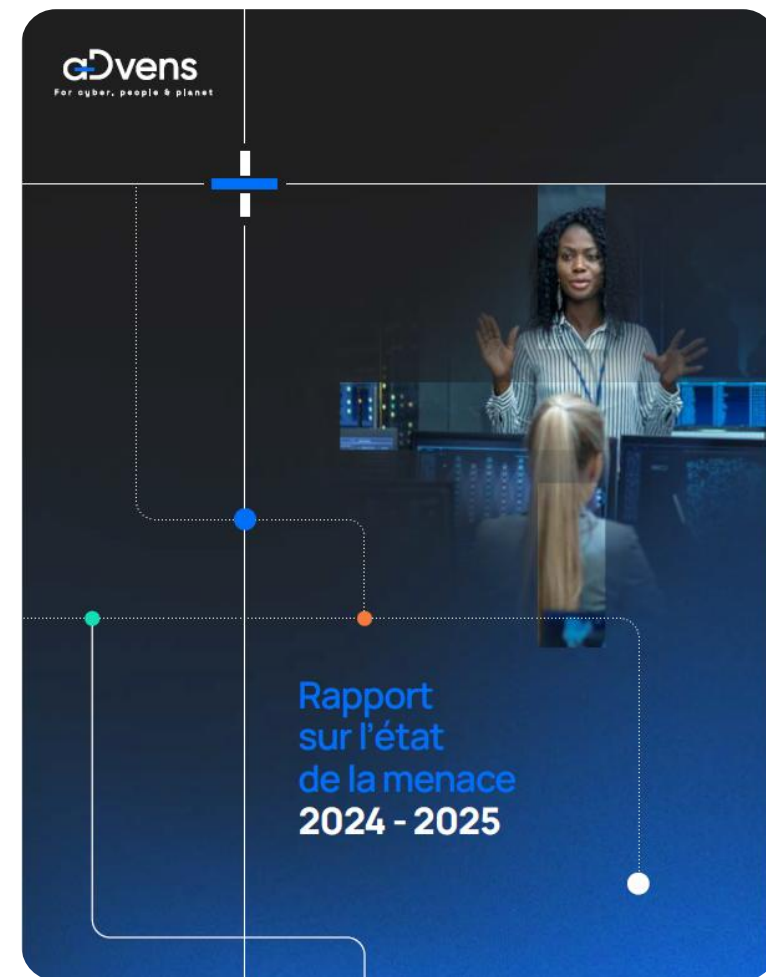 aDvens
For cyber, people & planet
Rapport
sur l'état
de la menace
2024 - 2025